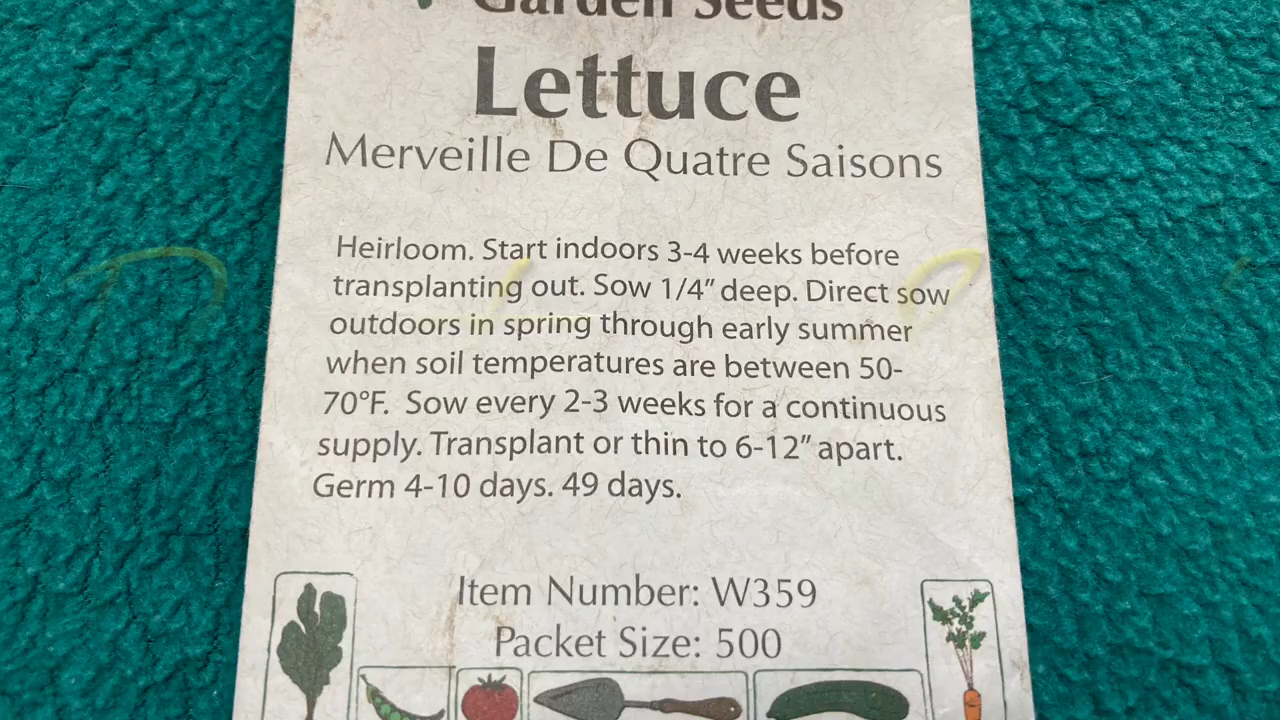 Garden Seeds
Lettuce
Merveille De Quatre Saisons
Heirloom. Start indoors 3-4 weeks before
transplanting out. Sow 1/4" deep. Direct sow
outdoors in spring through early summer
when soil temperatures are between 50-
70°F. Sow every 2-3 weeks for a continuous
supply. Transplant or thin to 6-12" apart.
Germ 4-10 days. 49 days.
Item Number: W359
Packet Size: 500